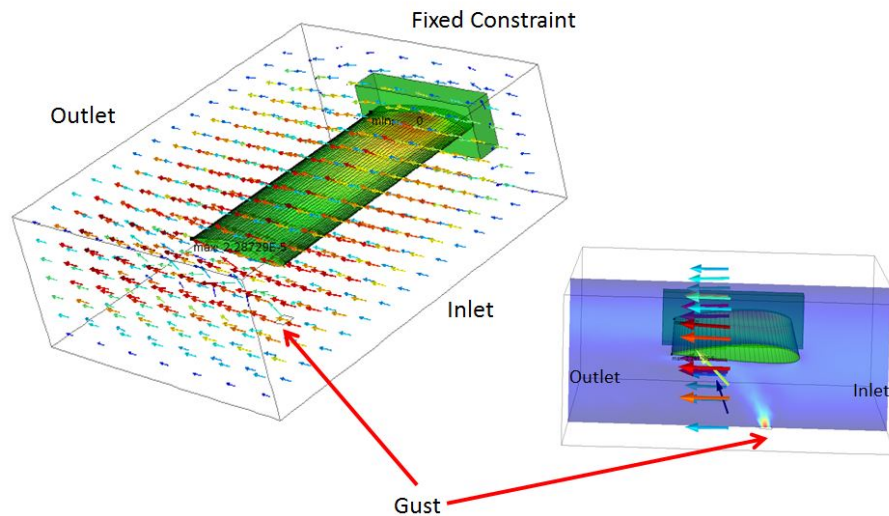 Fixed Constraint
Outlet
min: 0
max: 2.28729E-5
Inlet
Outlet
Inlet
Gust